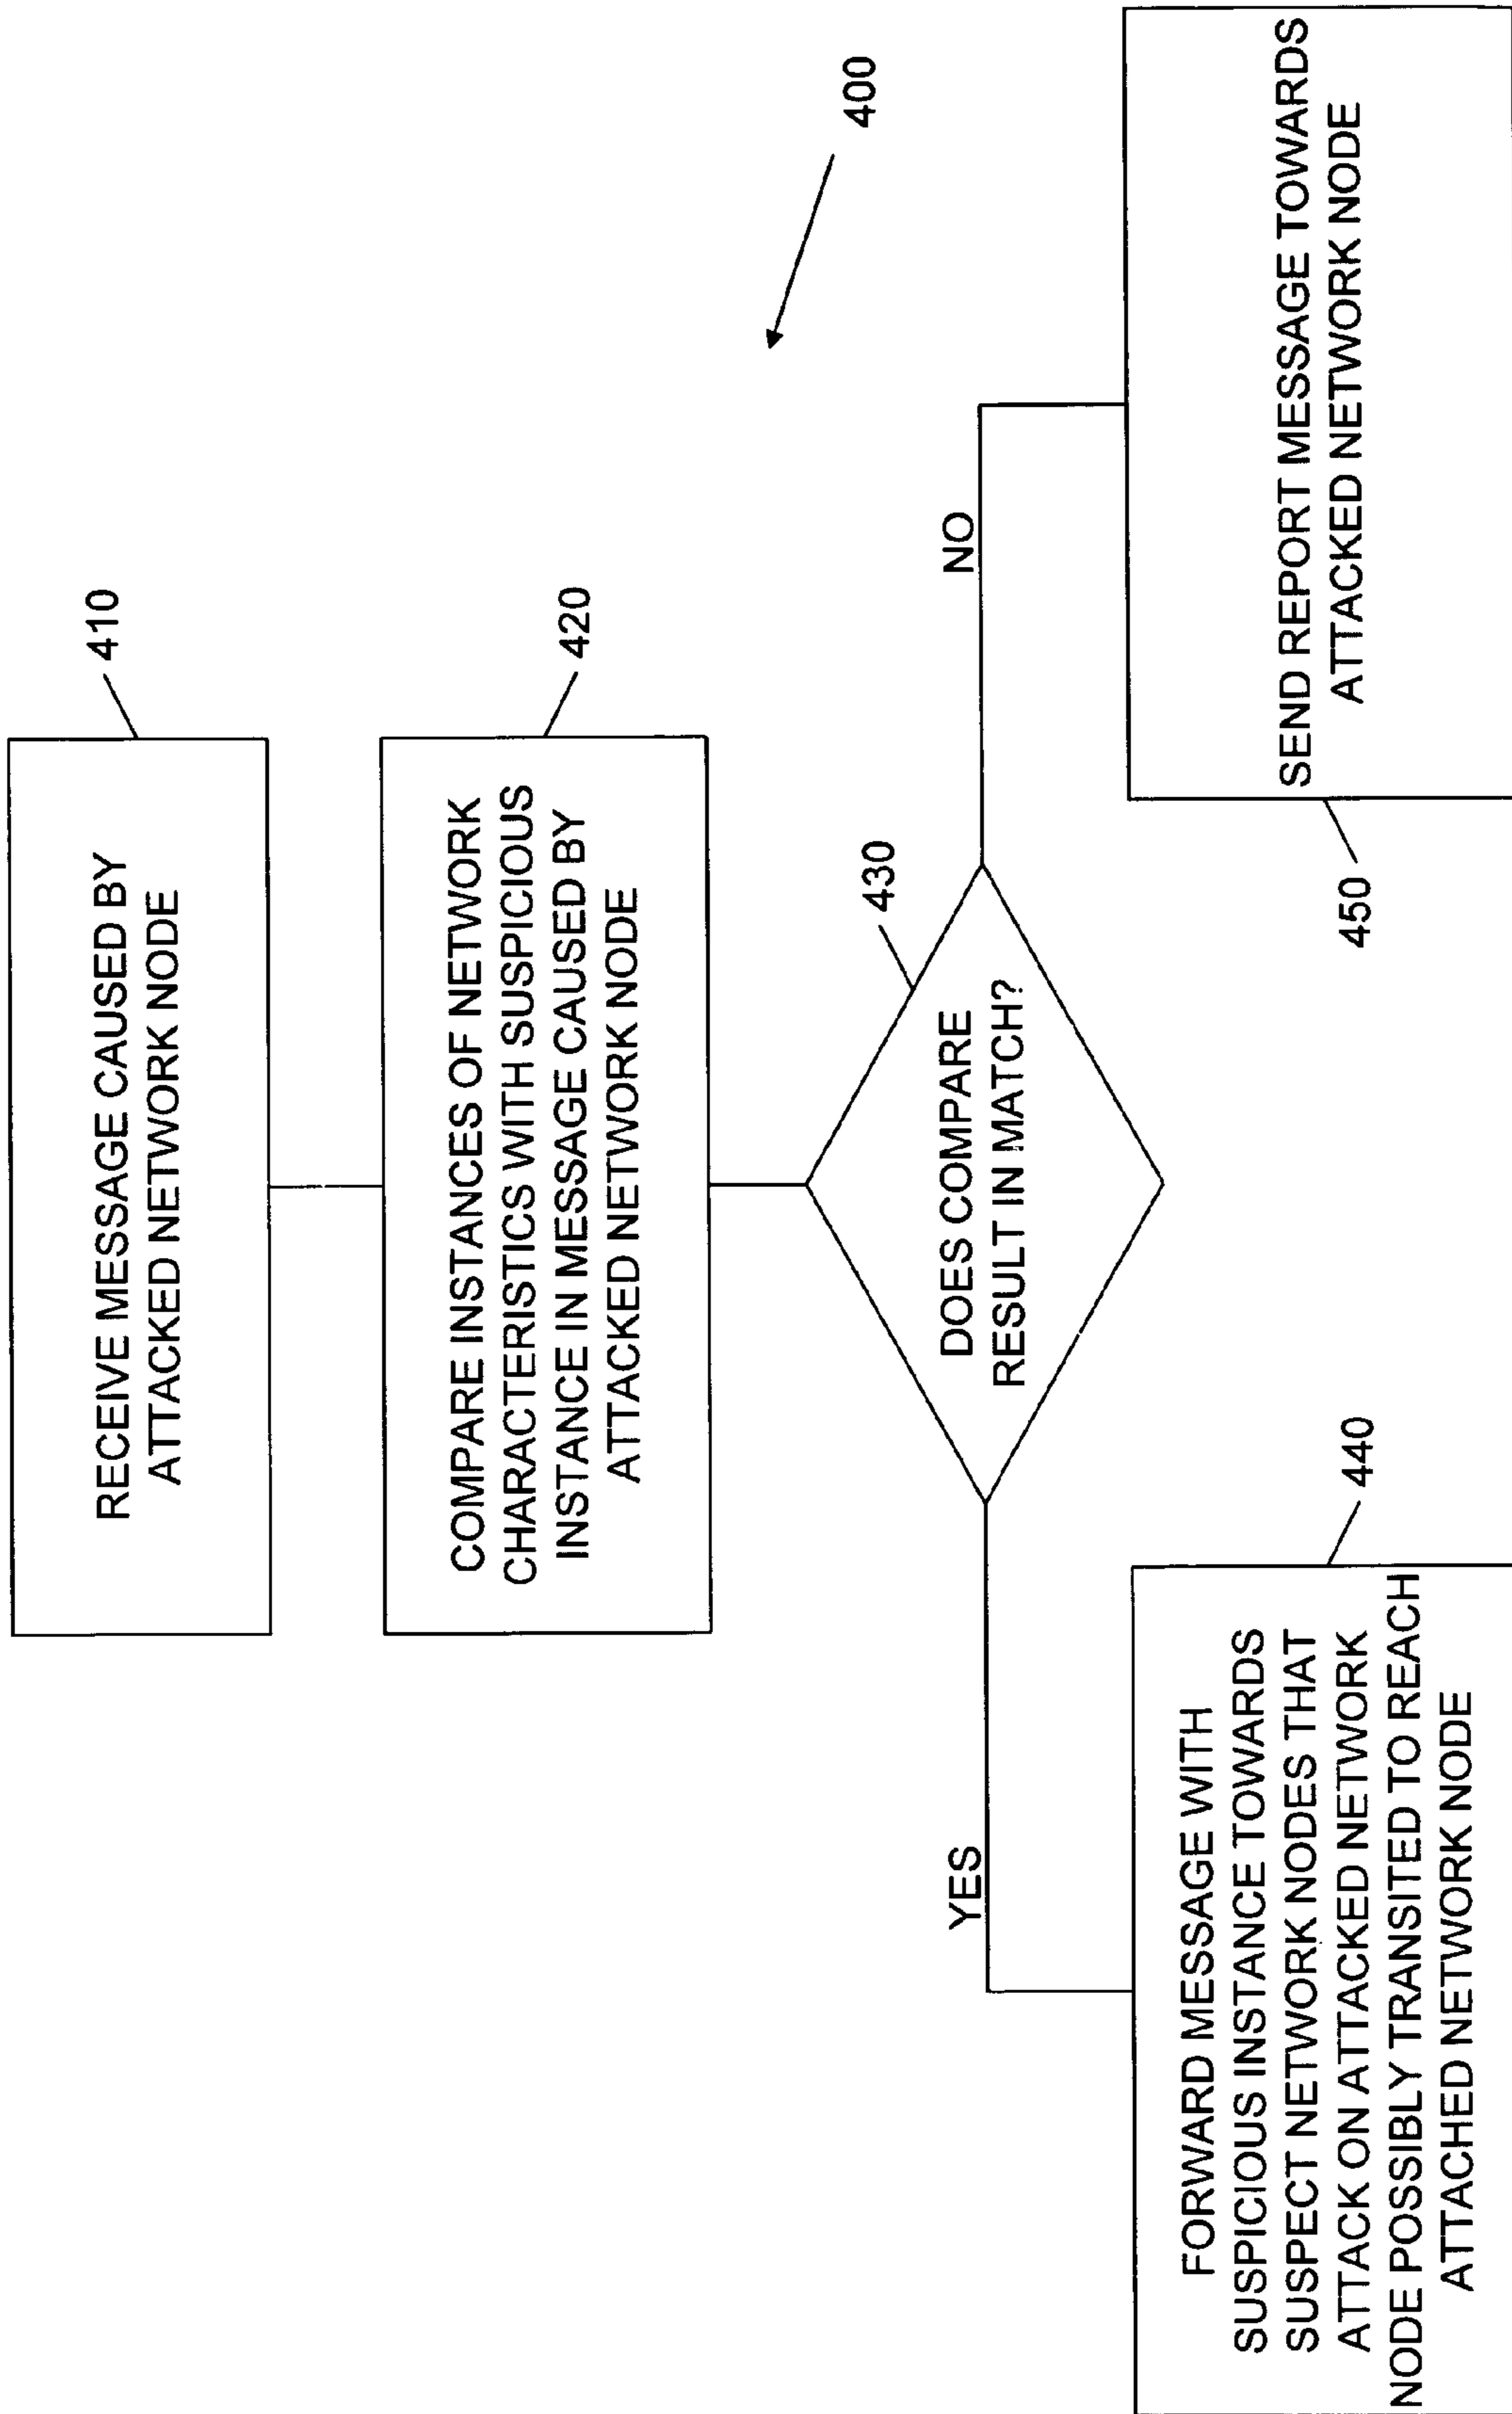 400
RECEIVE MESSAGE CAUSED BY
ATTACKED NETWORK NODE
410
COMPARE INSTANCES OF NETWORK
CHARACTERISTICS WITH SUSPICIOUS
INSTANCE IN MESSAGE CAUSED BY
ATTACKED NETWORK NODE
420
DOES COMPARE
RESULT IN MATCH?
430
YES
NO
FORWARD MESSAGE WITH
SUSPICIOUS INSTANCE TOWARDS
SUSPECT NETWORK NODES THAT
ATTACK ON ATTACKED NETWORK
NODE POSSIBLY TRANSITED TO REACH
ATTACHED NETWORK NODE
440
SEND REPORT MESSAGE TOWARDS
ATTACKED NETWORK NODE
450